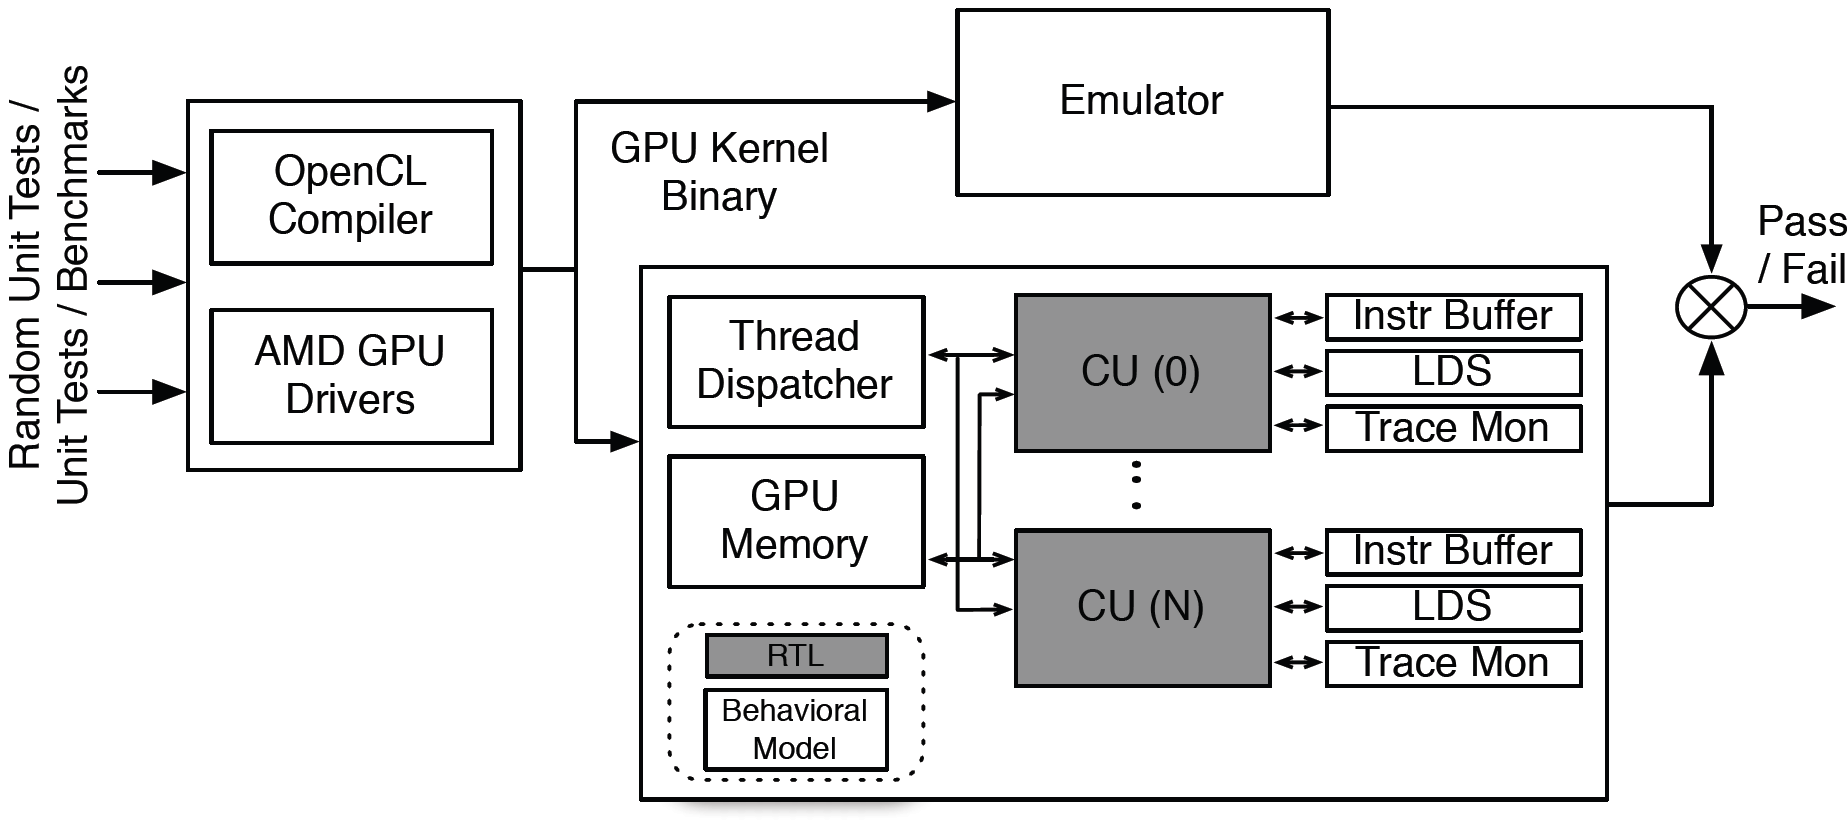 Random Unit Tests /
Unit Tests / Benchmarks
OpenCL
Compiler
AMD GPU
Drivers
GPU Kernel
Binary
Emulator
Pass
/ Fail
Thread
Dispatcher
GPU
Memory
CU (0)
Instr Buffer
LDS
Trace Mon
CU (N)
Instr Buffer
LDS
Trace Mon
RTL
Behavioral
Model